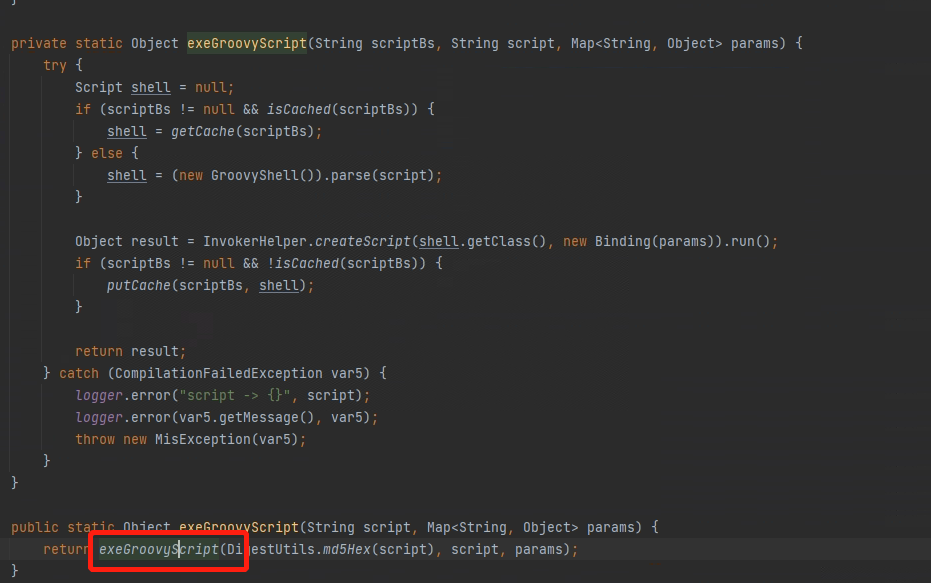 }
private static Object exeGroovyScript(String scriptBs, String script, Map<String, Object> params) {
try {
Script shell = null;
if (scriptBs != null && isCached(scriptBs)) {
shell = getCache(scriptBs);
} else {
shell = (new GroovyShell()).parse(script);
}
Object result = InvokerHelper.createScript(shell.getClass(), new Binding(params)).run();
if (scriptBs != null && !isCached(scriptBs)) {
putCache(scriptBs, shell);
}
return result;
} catch (CompilationFailedException var5) {
logger.error("script -> {}", script);
logger.error(var5.getMessage(), var5);
throw new MisException(var5);
}
}
public static Object exeGroovyScript(String script, Map<String, Object> params) {
return exeGroovyScript(DigestUtils.md5Hex(script), script, params);
}